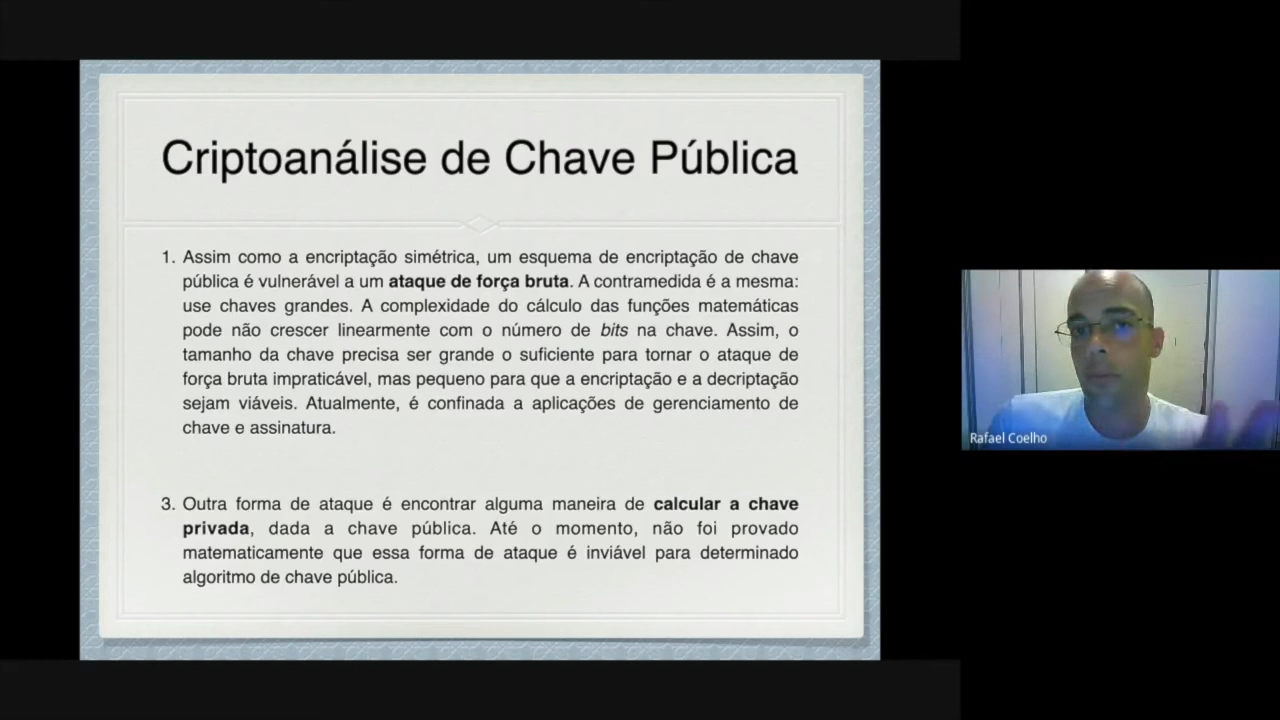 Criptoanálise de Chave Pública
1. Assim como a encriptação simétrica, um esquema de encriptação de chave
pública é vulnerável a um ataque de força bruta. A contramedida é a mesma:
use chaves grandes. A complexidade do cálculo das funções matemáticas
pode não crescer linearmente com o número de bits na chave. Assim, o
tamanho da chave precisa ser grande o suficiente para tornar o ataque de
força bruta impraticável, mas pequeno para que a encriptação e a decriptação
sejam viáveis. Atualmente, é confinada a aplicações de gerenciamento de
chave e assinatura.
3. Outra forma de ataque é encontrar alguma maneira de calcular a chave
privada, dada a chave pública. Até o momento, não foi provado
matematicamente que essa forma de ataque é inviável para determinado
algoritmo de chave pública.
Rafael Coelho